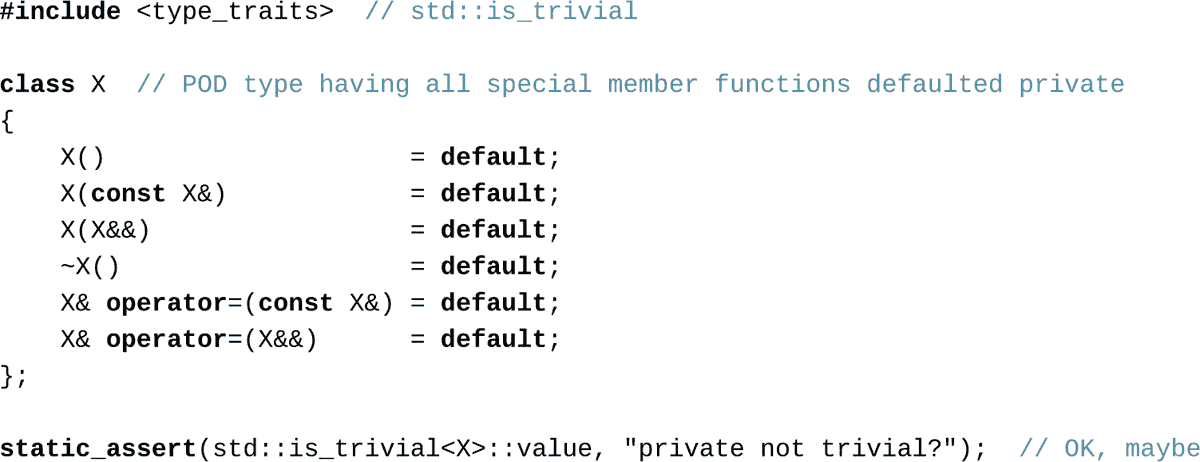 #include <type_traits>  // std::is_trivial
class X  // POD type having all special member functions defaulted private
{
    X()                    = default;
    X(const X&)            = default;
    X(X&&)                 = default;
    ~X()                   = default;
    X& operator=(const X&) = default;
    X& operator=(X&&)      = default;
};
static_assert(std::is_trivial<X>::value, "private not trivial?");  // OK, maybe